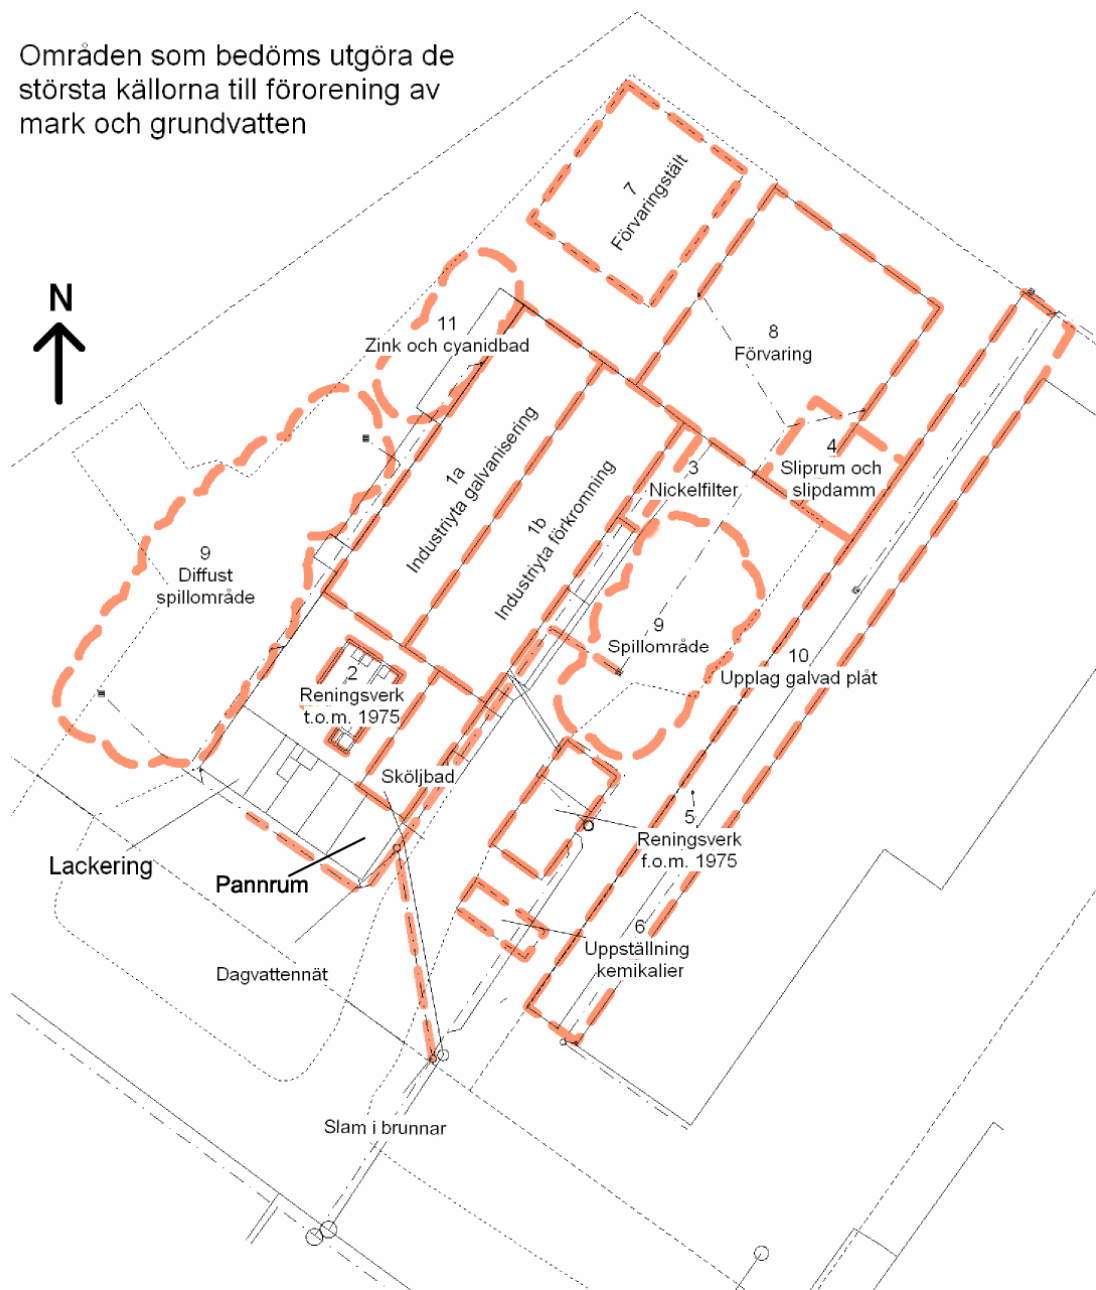 Områden som bedöms utgöra de
största källorna till förorening av
mark och grundvatten
N
7
Förvaringstält
11
Zink och cyanidbad
8
Förvaring
1a
Industriyta galvanisering
1b
Industriyta förkromning
3
Nickelfilter
4
Sliprum och
slipdamm
9
Diffust
spillområde
9
Spillområde
10
Upplag galvad plåt
2
Reningsverk
t.o.m. 1975
Sköljbad
5
Reningsverk
f.o.m. 1975
Lackering
Pannrum
6
Uppställning
kemikalier
Dagvattennät
Slam i brunnar